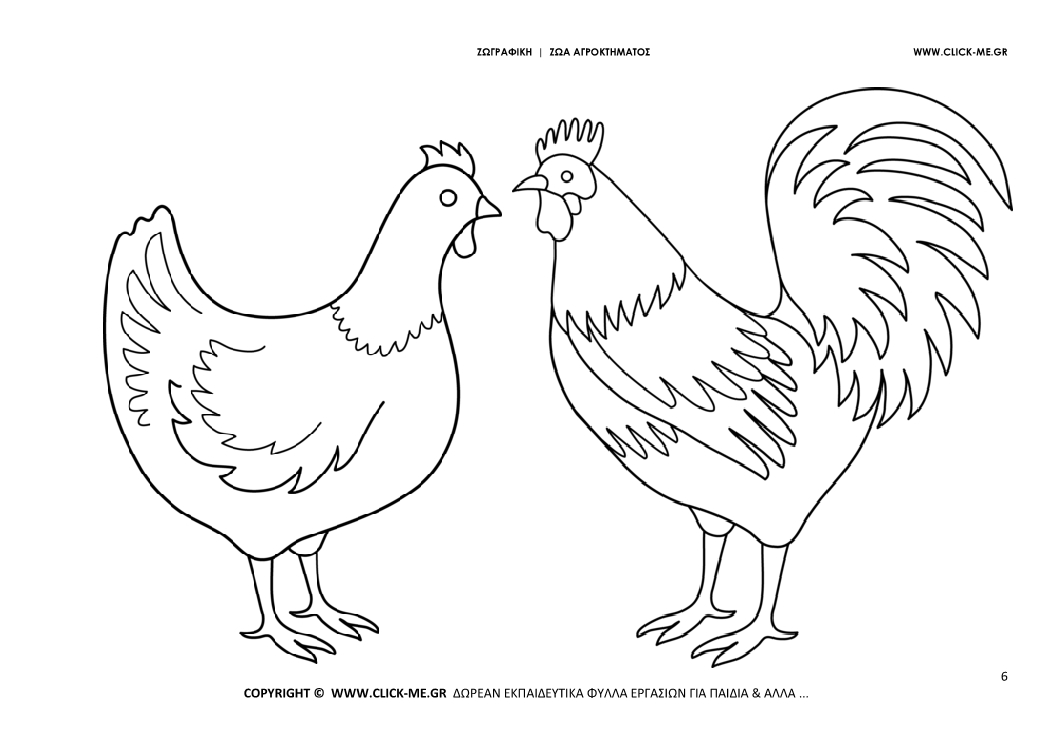 ΖΩΓΡΑΦΙΚΗ | ΖΩΑ ΑΓΡΟΚΤΗΜΑΤΟΣ WWW.CLICK-ME.GR
6
COPYRIGHT © WWW.CLICK-ME.GR ΔΩΡΕΑΝ ΕΚΠΑΙΔΕΥΤΙΚΑ ΦΥΛΛΑ ΕΡΓΑΣΙΩΝ ΓΙΑ ΠΑΙΔΙΑ & ΑΛΛΑ ...